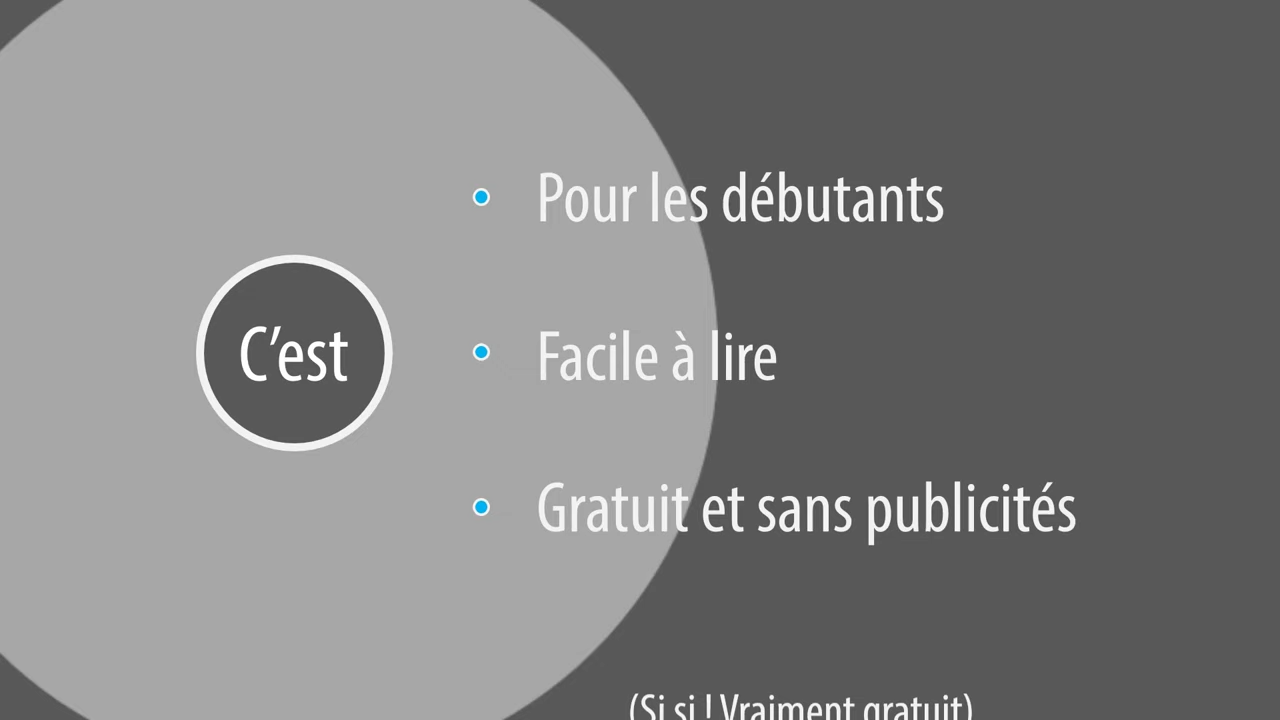 C’est
Pour les débutants
Facile à lire
Gratuit et sans publicités
(Si si ! Vraiment gratuit)